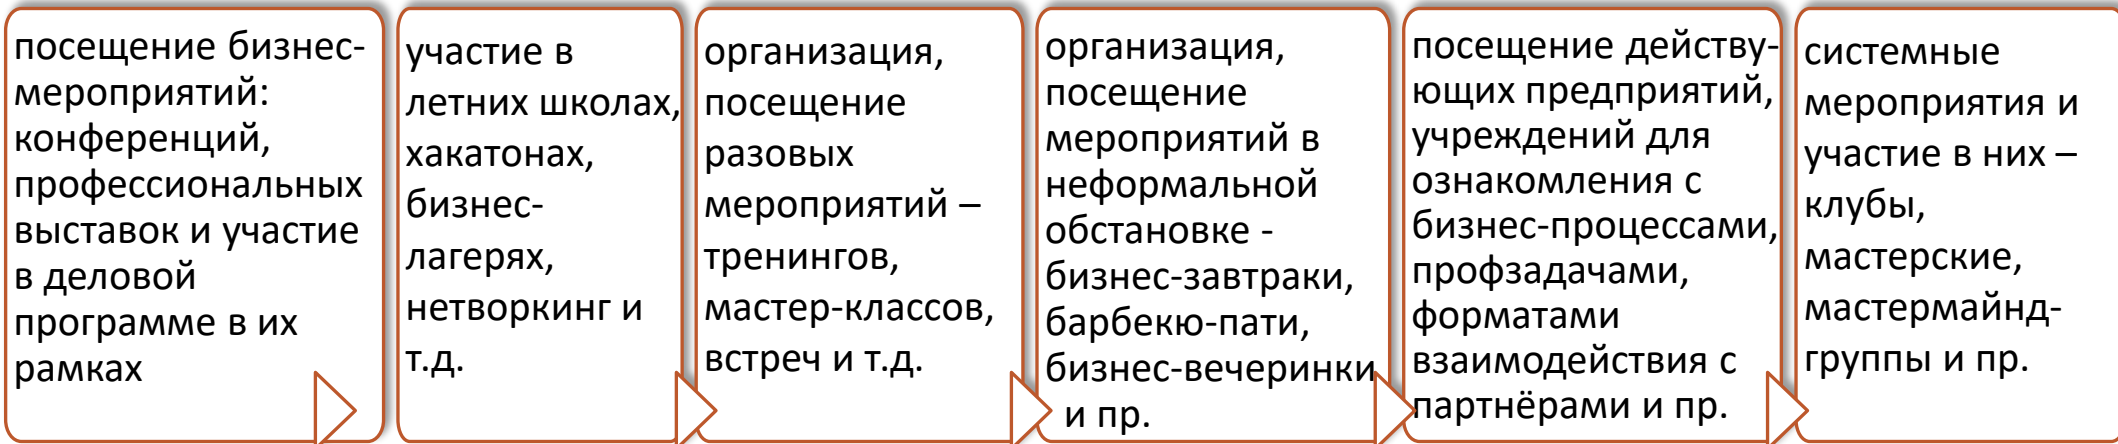 посещение бизнес-
мероприятий:
конференций,
профессиональных
выставок и участие
в деловой
программе в их
рамках
участие в
летних школах,
хакатонах,
бизнес-
лагерях,
нетворкинг и
т.д.
организация,
посещение
разовых
мероприятий –
тренингов,
мастер-классов,
встреч и т.д.
организация,
посещение
мероприятий в
неформальной
обстановке -
бизнес-завтраки,
барбекю-пати,
бизнес-вечеринки
и пр.
посещение действу-
ющих предприятий,
учреждений для
ознакомления с
бизнес-процессами,
профзадачами,
форматами
взаимодействия с
партнёрами и пр.
системные
мероприятия и
участие в них –
клубы,
мастерские,
мастермайнд-
группы и пр.